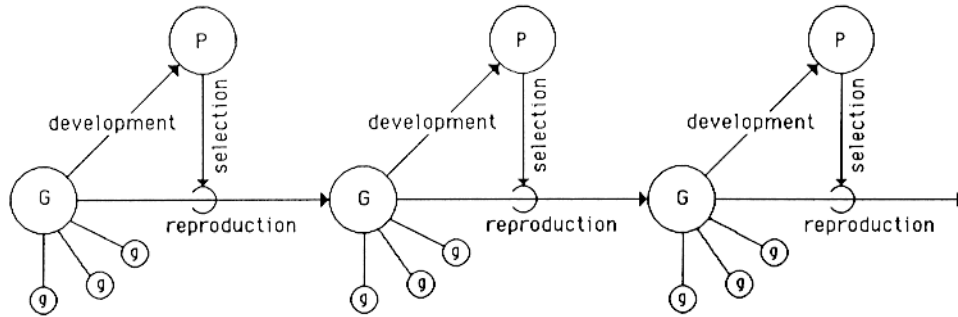 P P P
development selection development selection development selection
G G G
reproduction reproduction reproduction
g g g g g g g g g